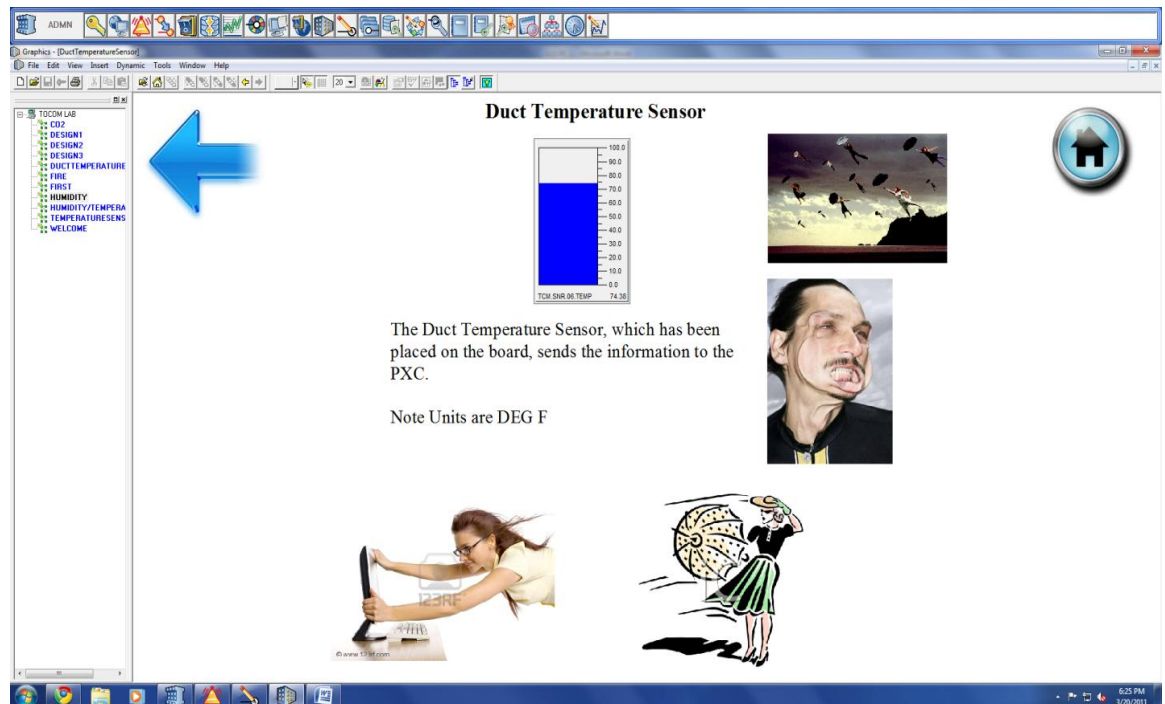 ADMN
Graphics - [DuctTemperatureSensor]
File Edit View Insert Dynamic Tools Window Help
20
TOCOM LAB
CO2
DESIGN1
DESIGN2
DESIGN3
DUCTTEMPERATURE
FIRE
FIRST
HUMIDITY
HUMIDITY/TEMPERA
TEMPERATURESENS
WELCOME
Duct Temperature Sensor
100.0
90.0
80.0
70.0
60.0
50.0
40.0
30.0
20.0
10.0
0.0
TCM.SNR.06.TEMP 74.38
The Duct Temperature Sensor, which has been
placed on the board, sends the information to the
PXC.
Note Units are DEG F
123RF
6:25 PM
3/20/2011